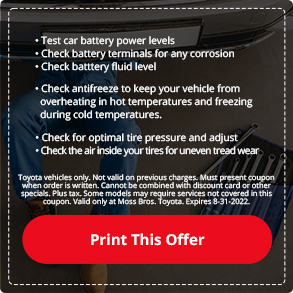 • Test car battery power levels
• Check battery terminals for any corrosion
• Check batttery fluid level
• Check antifreeze to keep your vehicle from
overheating in hot temperatures and freezing
during cold temperatures.
• Check for optimal tire pressure and adjust
• Check the air inside your tires for uneven tread wear
Toyota vehicles only. Not valid on previous charges. Must present coupon
when order is written. Cannot be combined with discount card or other
specials. Plus tax. Some models may require services not covered in this
coupon. Valid only at Moss Bros. Toyota. Expires 8-31-2022.
Print This Offer